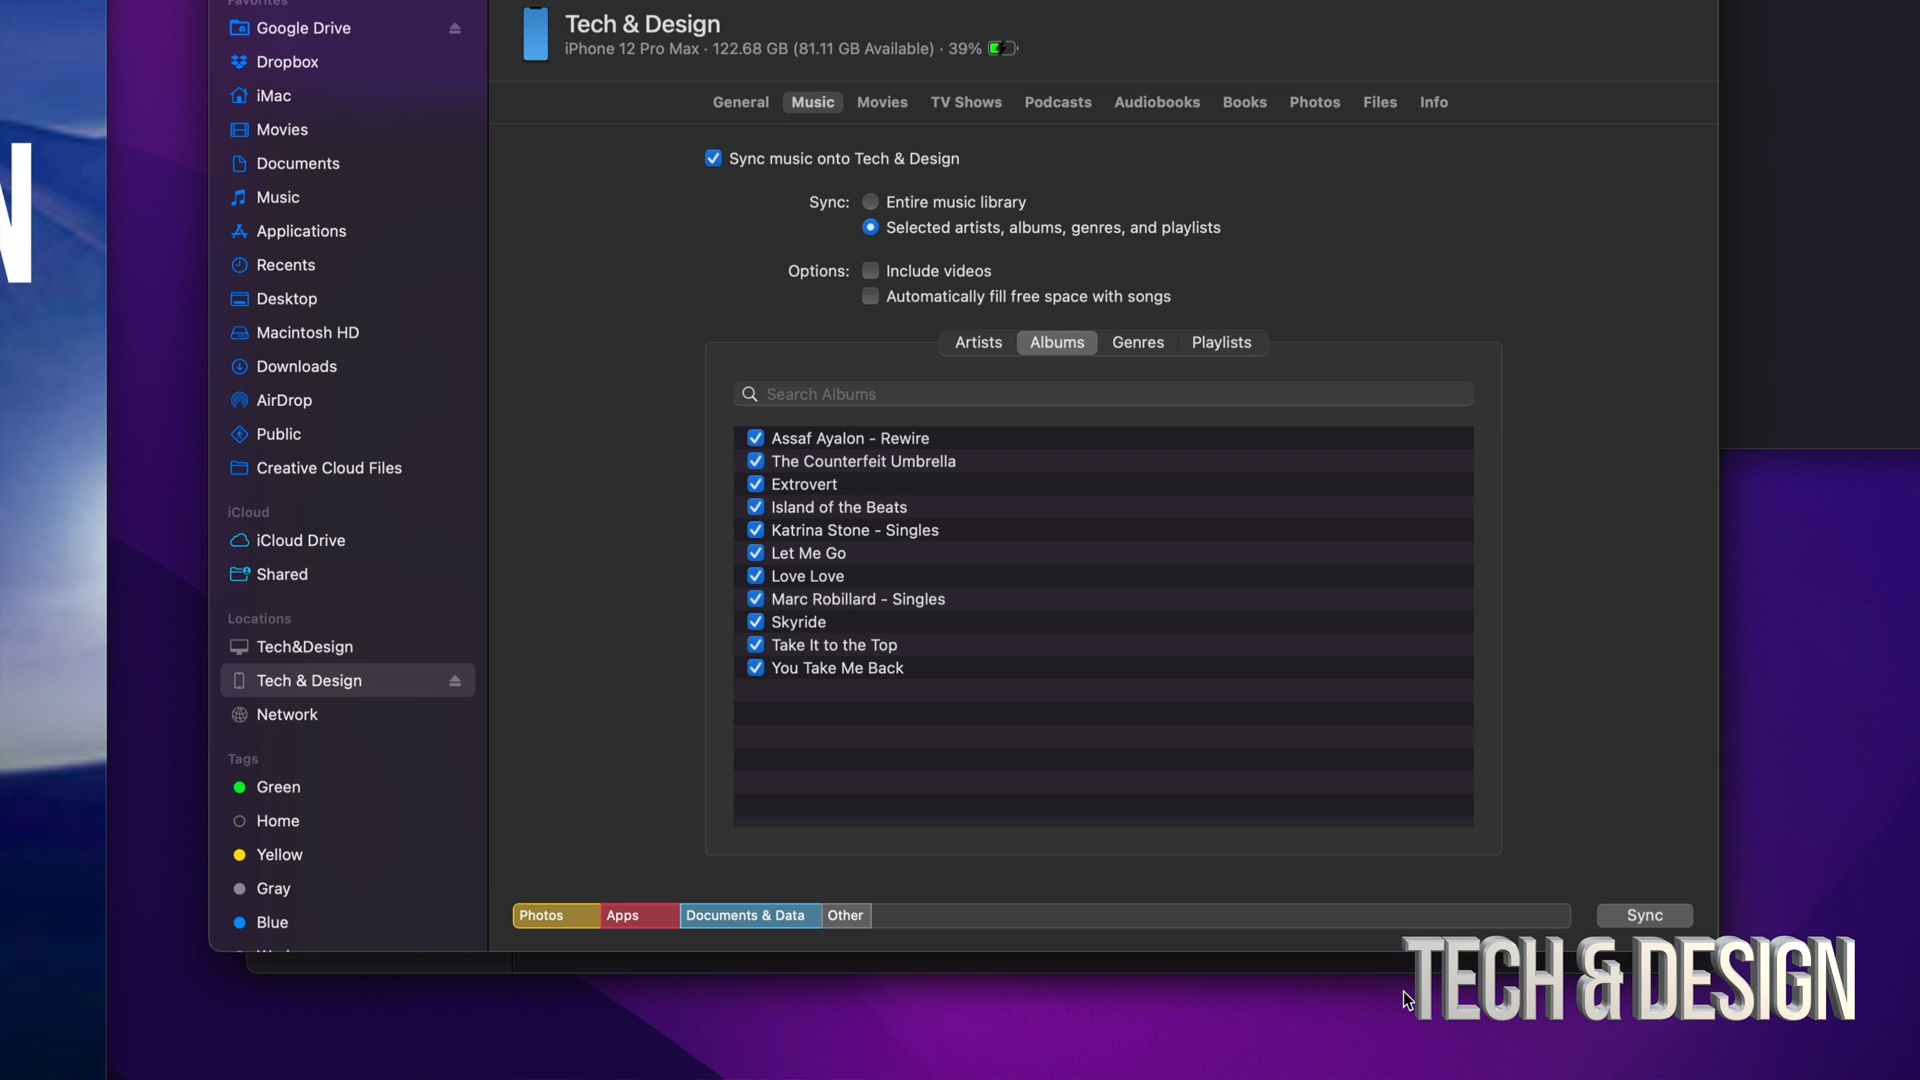 Favorites
Google Drive
Dropbox
iMac
Movies
Documents
Music
Applications
Recents
Desktop
Macintosh HD
Downloads
AirDrop
Public
Creative Cloud Files
iCloud
iCloud Drive
Shared
Locations
Tech&Design
Tech & Design
Network
Tags
Green
Home
Yellow
Gray
Blue
Tech & Design
iPhone 12 Pro Max · 122.68 GB (81.11 GB Available) · 39%
General Music Movies TV Shows Podcasts Audiobooks Books Photos Files Info
Sync music onto Tech & Design
Sync: Entire music library
Selected artists, albums, genres, and playlists
Options: Include videos
Automatically fill free space with songs
Artists Albums Genres Playlists
Search Albums
Assaf Ayalon - Rewire
The Counterfeit Umbrella
Extrovert
Island of the Beats
Katrina Stone - Singles
Let Me Go
Love Love
Marc Robillard - Singles
Skyride
Take It to the Top
You Take Me Back
Photos Apps Documents & Data Other Sync
TECH & DESIGN
N